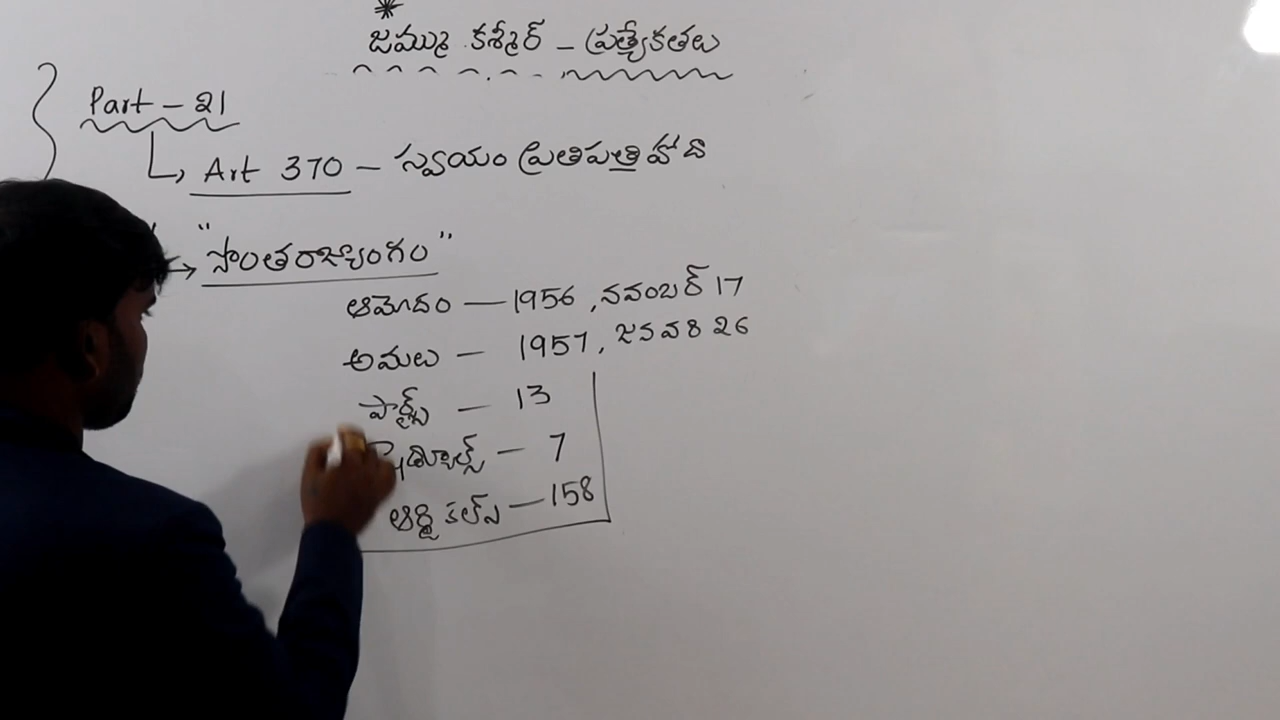 * జమ్ము కశ్మీర్ - ప్రత్యేకతలు
Part - 21
Art 370 - స్వయం ప్రతిపత్తి హోదా
"సొంతరాజ్యాంగం"
ఆమోదం - 1956, నవంబర్ 17
అమలు - 1957, జనవరి 26
పార్ట్స్ - 13
షెడ్యూల్స్ - 7
ఆర్టికల్స్ - 158